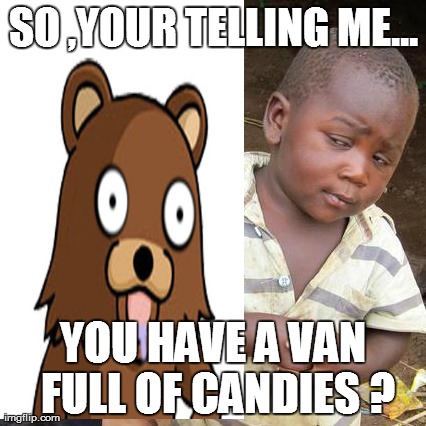 SO ,YOUR TELLING ME...
YOU HAVE A VAN
FULL OF CANDIES ?
imgflip.com